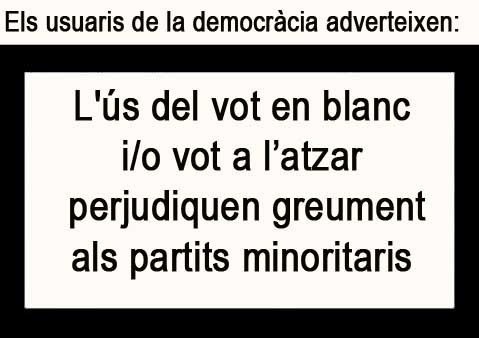 Els usuaris de la democràcia adverteixen:
L'ús del vot en blanc
i/o vot a l’atzar
perjudiquen greument
als partits minoritaris